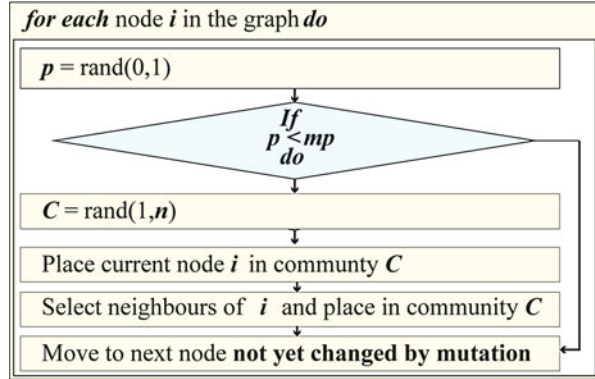 for each node i in the graph do
p = rand(0,1)
If
p < mp
do
C = rand(1,n)
Place current node i in communty C
Select neighbours of i and place in community C
Move to next node not yet changed by mutation